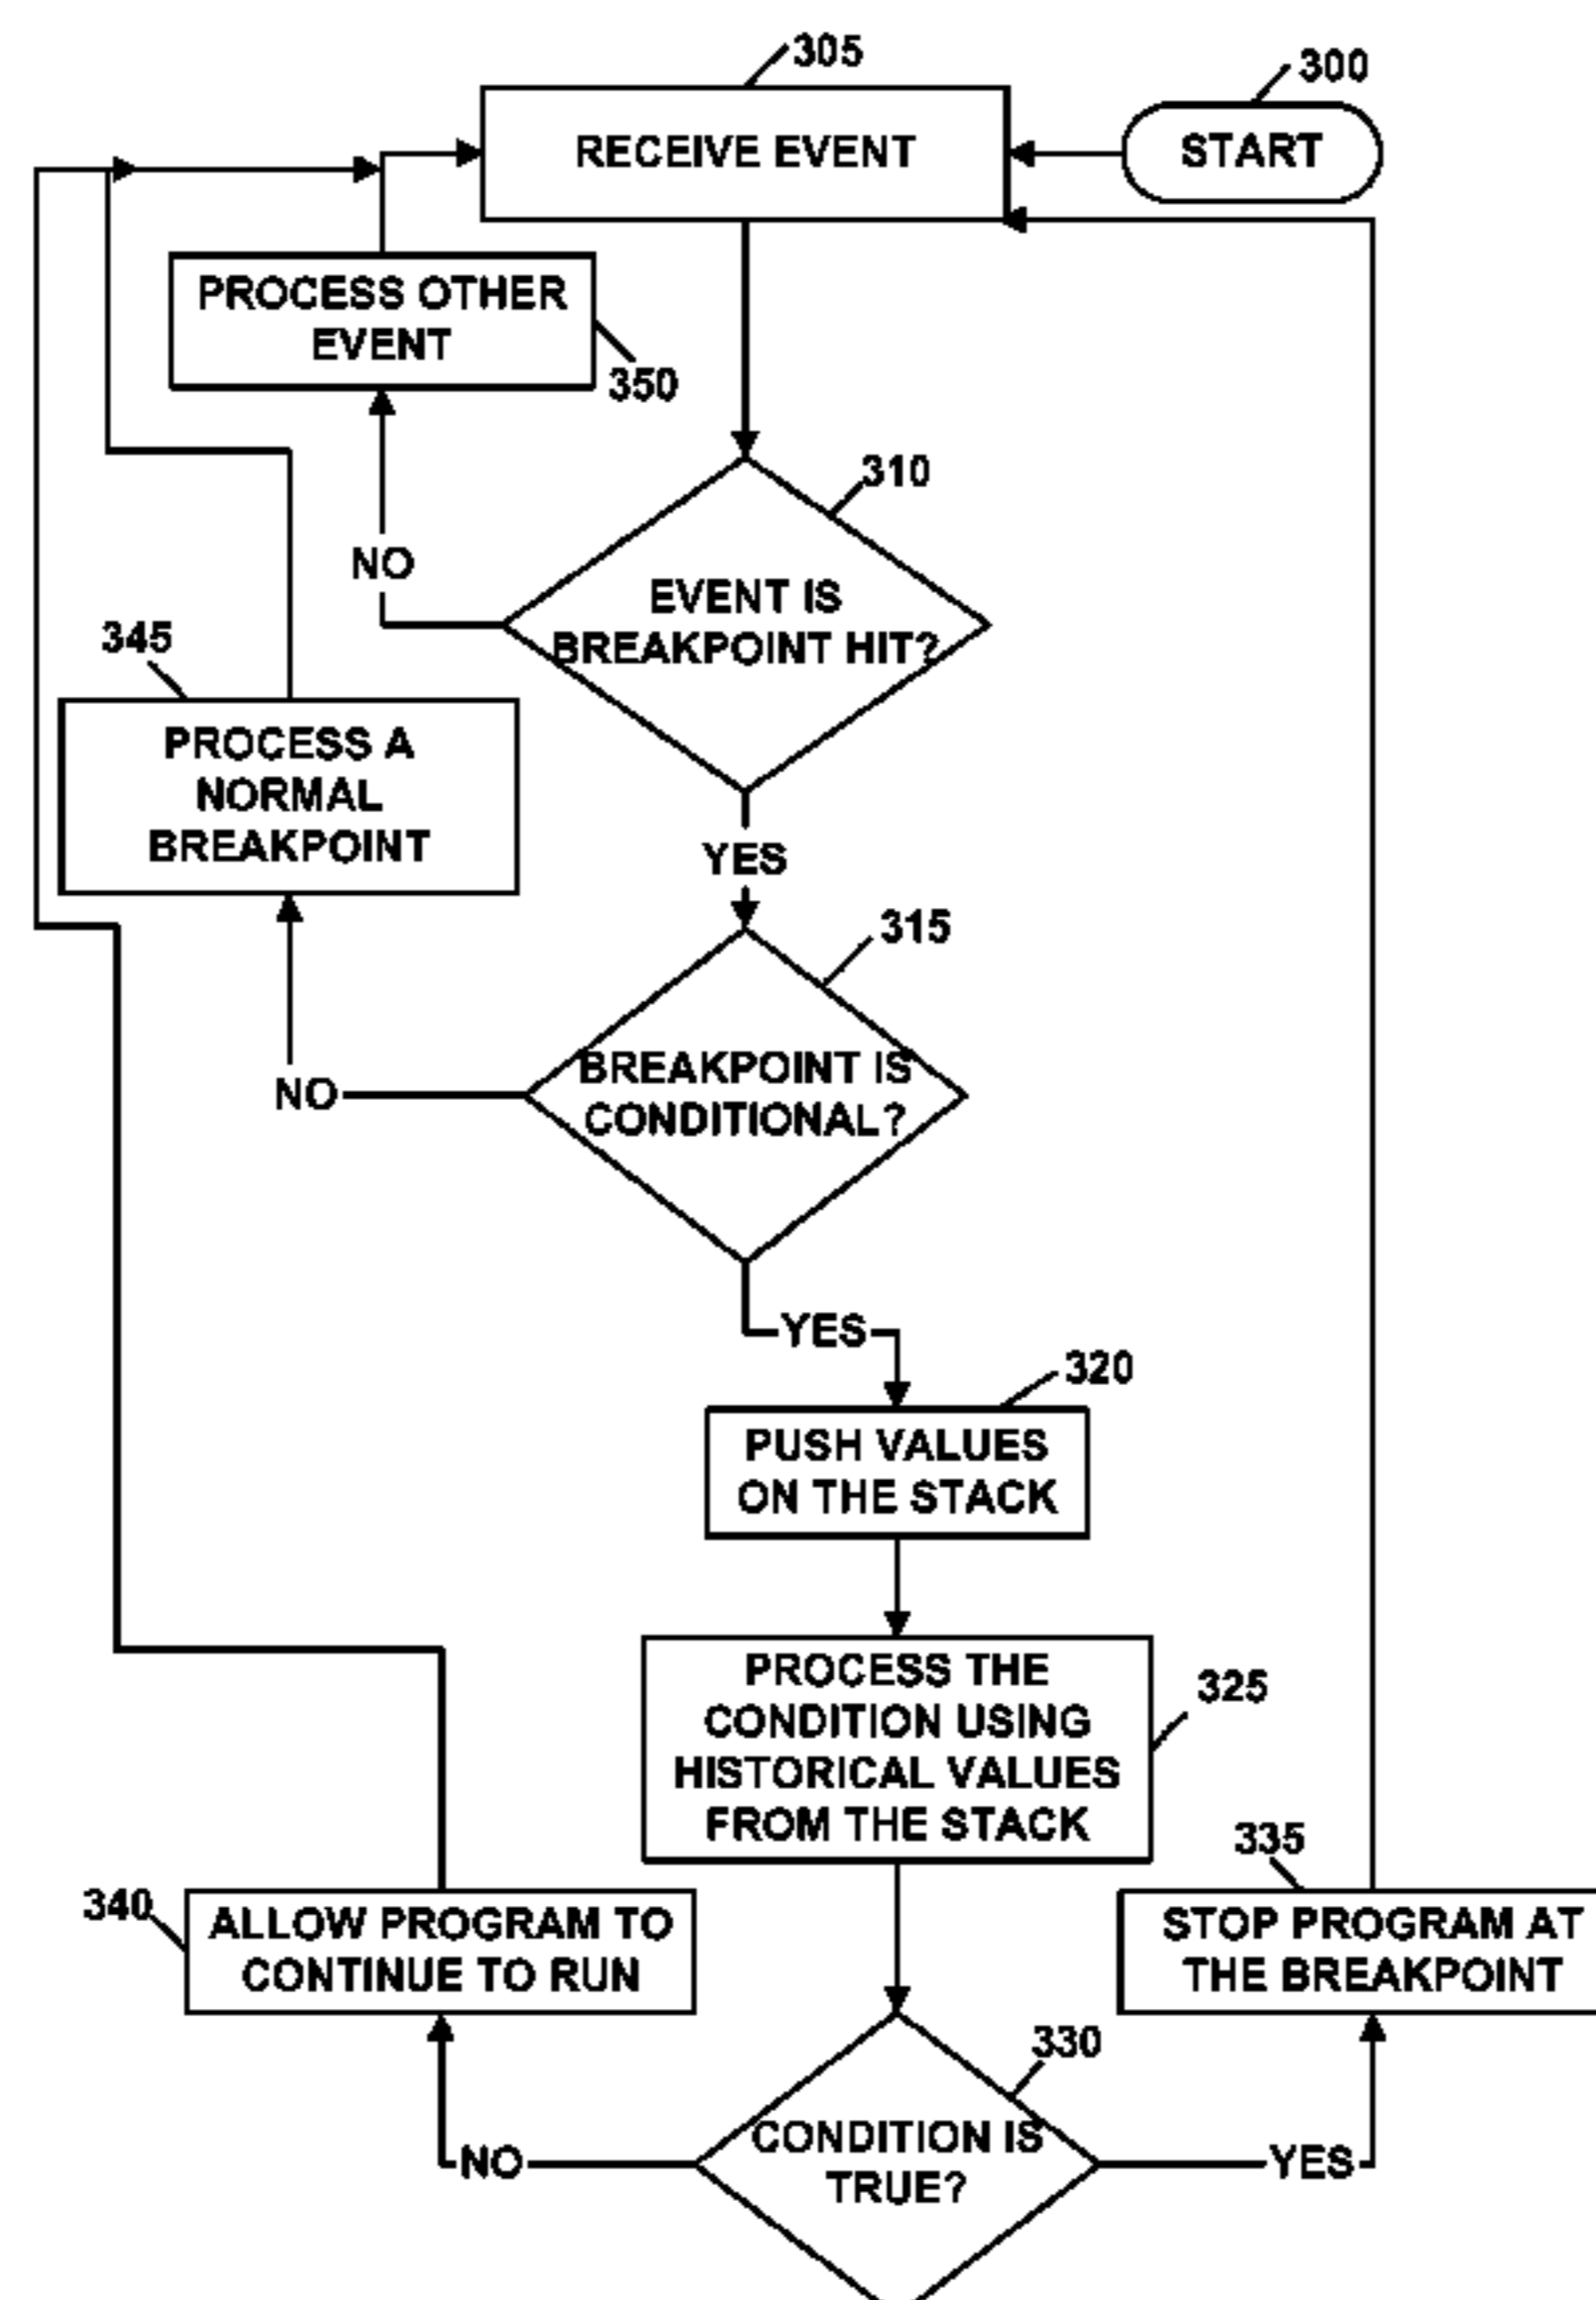 305
300
RECEIVE EVENT
START
PROCESS OTHER
EVENT
350
310
NO
EVENT IS
BREAKPOINT HIT?
345
PROCESS A
NORMAL
BREAKPOINT
YES
315
BREAKPOINT IS
CONDITIONAL?
NO
YES
320
PUSH VALUES
ON THE STACK
PROCESS THE
CONDITION USING
HISTORICAL VALUES
FROM THE STACK
325
335
340
ALLOW PROGRAM TO
CONTINUE TO RUN
STOP PROGRAM AT
THE BREAKPOINT
330
CONDITION IS
TRUE?
NO
YES